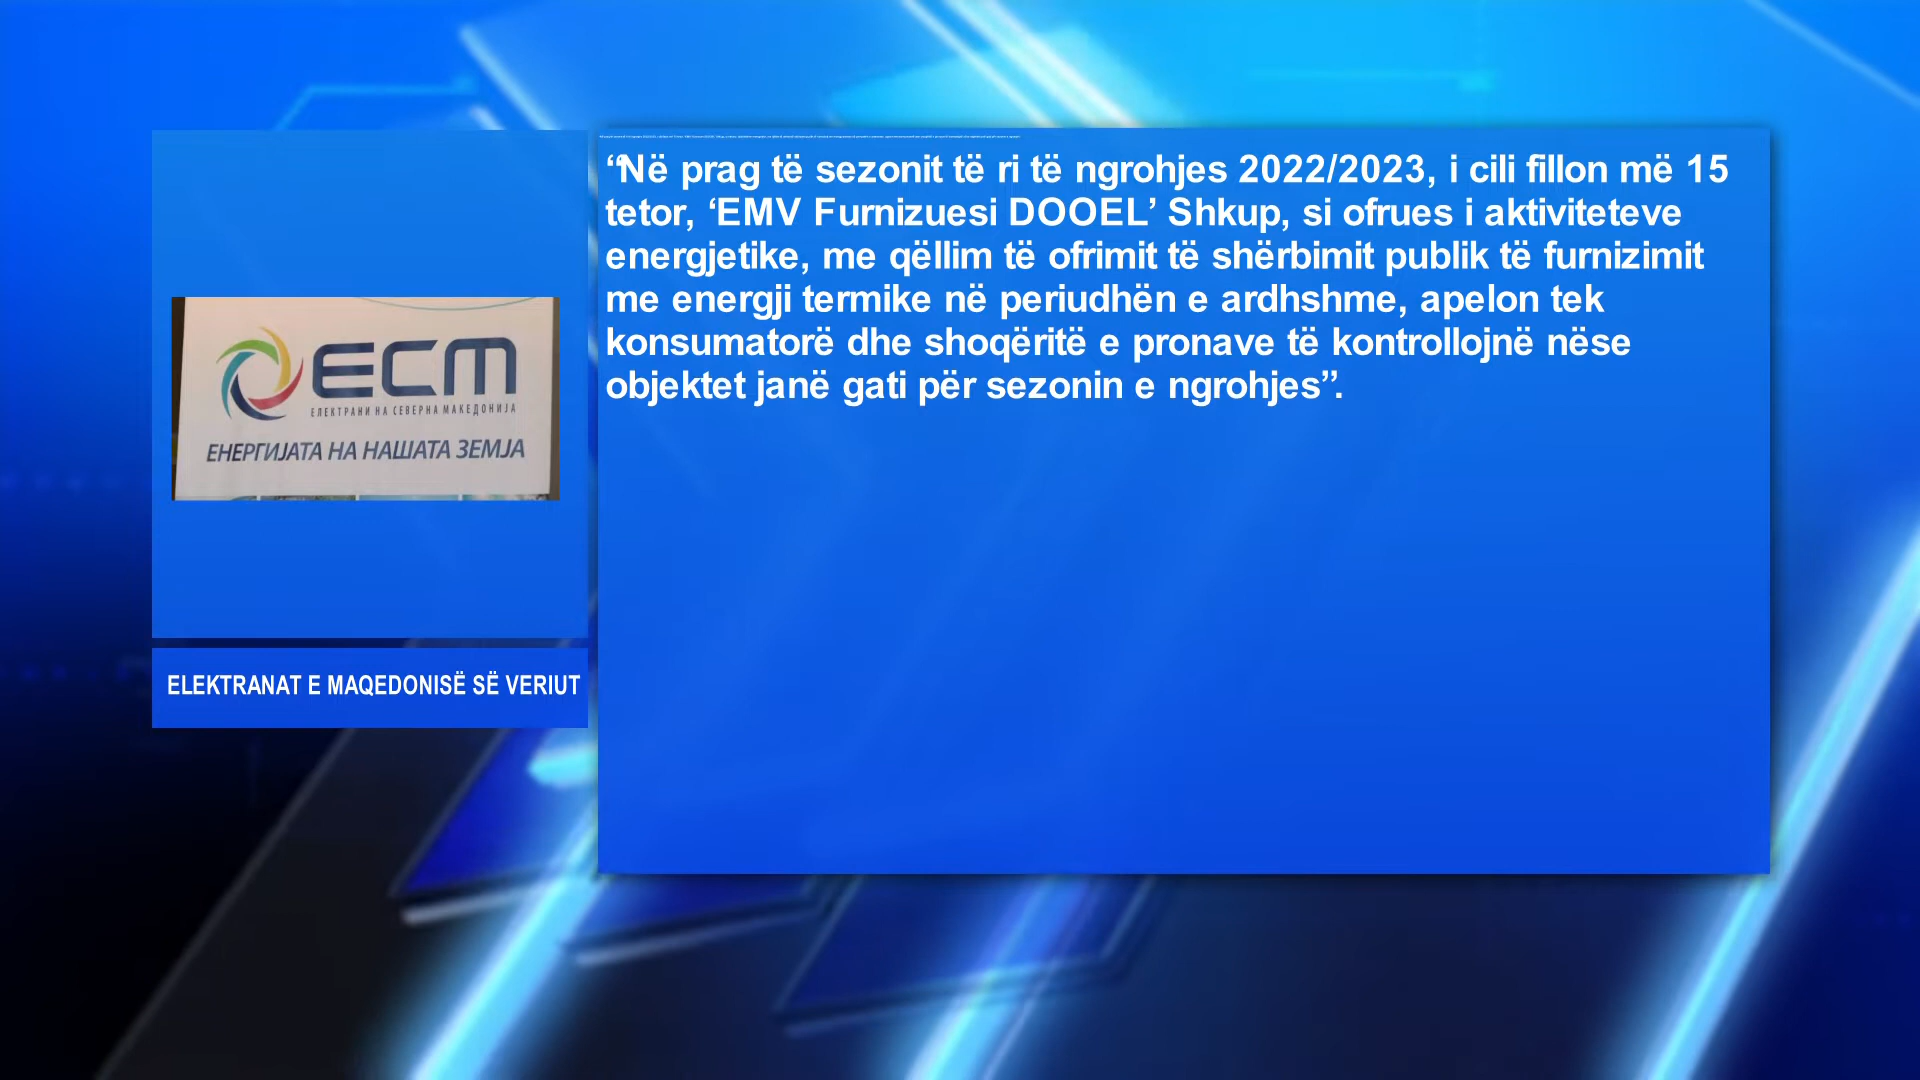 ECM
ЕЛЕКТРАНИ НА СЕВЕРНА МАКЕДОНИЈА
ЕНЕРГИЈАТА НА НАШАТА ЗЕМЈА
ELEKTRANAT E MAQEDONISË SË VERIUT
“Në prag të sezonit të ri të ngrohjes 2022/2023, i cili fillon më 15
tetor, ‘EMV Furnizuesi DOOEL’ Shkup, si ofrues i aktiviteteve
energjetike, me qëllim të ofrimit të shërbimit publik të furnizimit
me energji termike në periudhën e ardhshme, apelon tek
konsumatorë dhe shoqëritë e pronave të kontrollojnë nëse
objektet janë gati për sezonin e ngrohjes”.